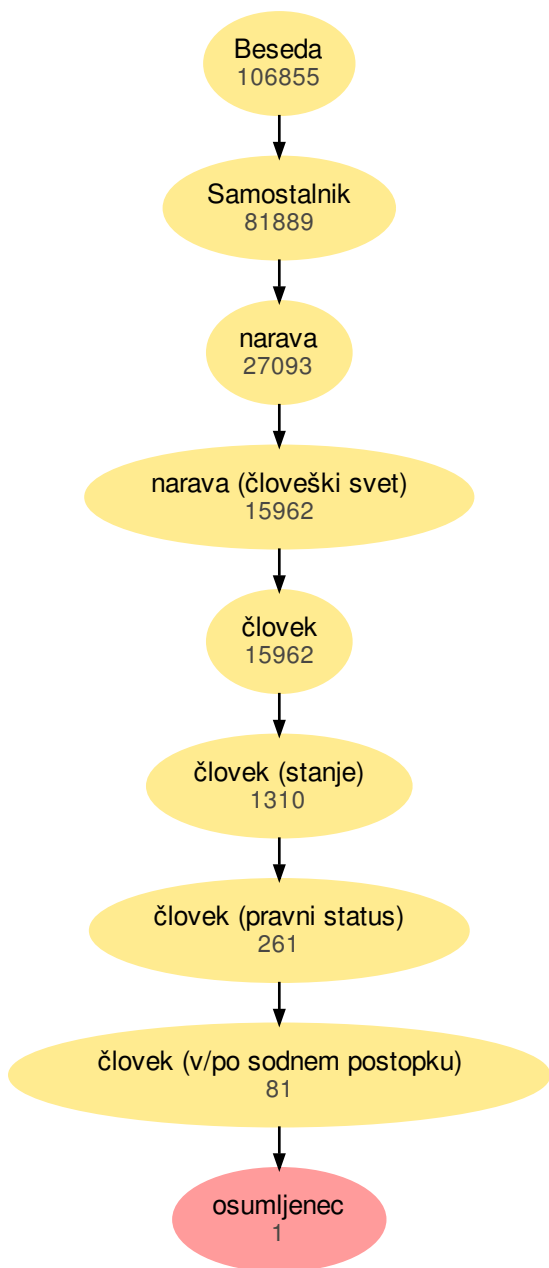 Beseda
106855
Samostalnik
81889
narava
27093
narava (človeški svet)
15962
človek
15962
človek (stanje)
1310
človek (pravni status)
261
človek (v/po sodnem postopku)
81
osumljenec
1